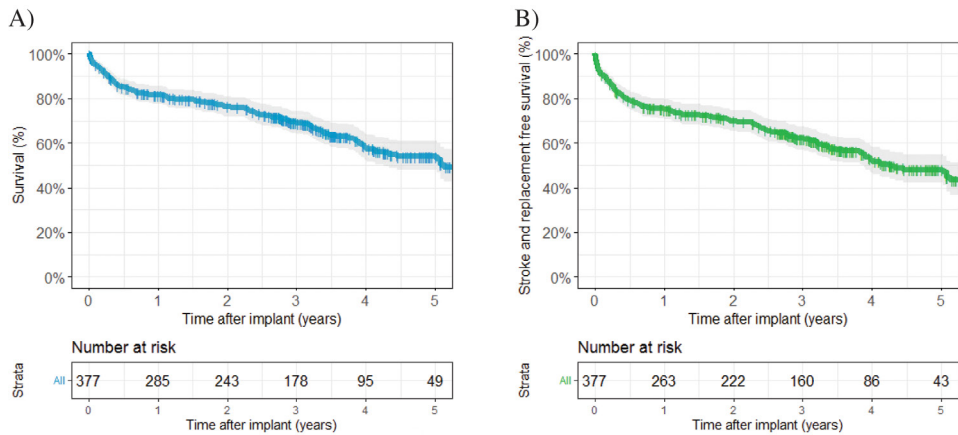 A)
Survival (%)
100%
80%
60%
40%
20%
0%
0 1 2 3 4 5
Time after implant (years)
Number at risk
Strata
All 377 285 243 178 95 49
0 1 2 3 4 5
Time after implant (years)
B)
Stroke and replacement free survival (%)
100%
80%
60%
40%
20%
0%
0 1 2 3 4 5
Time after implant (years)
Number at risk
Strata
All 377 263 222 160 86 43
0 1 2 3 4 5
Time after implant (years)